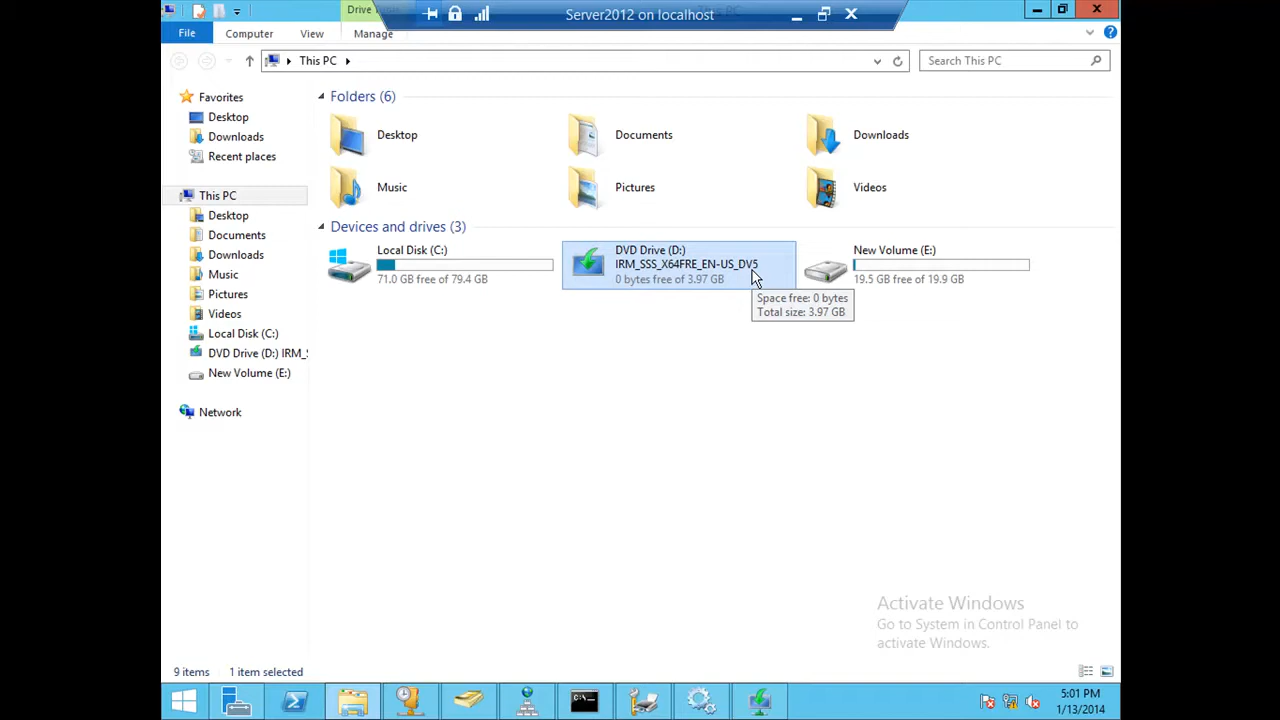 Drive
Server2012 on localhost
File
Computer
View
Manage
This PC
Search This PC
Favorites
Desktop
Downloads
Recent places
This PC
Desktop
Documents
Downloads
Music
Pictures
Videos
Local Disk (C:)
DVD Drive (D:) IRM_S
New Volume (E:)
Network
Folders (6)
Desktop
Documents
Downloads
Music
Pictures
Videos
Devices and drives (3)
Local Disk (C:)
71.0 GB free of 79.4 GB
DVD Drive (D:)
IRM_SSS_X64FRE_EN-US_DV5
0 bytes free of 3.97 GB
New Volume (E:)
19.5 GB free of 19.9 GB
Space free: 0 bytes
Total size: 3.97 GB
Activate Windows
Go to System in Control Panel to
activate Windows.
9 items
1 item selected
5:01 PM
1/13/2014